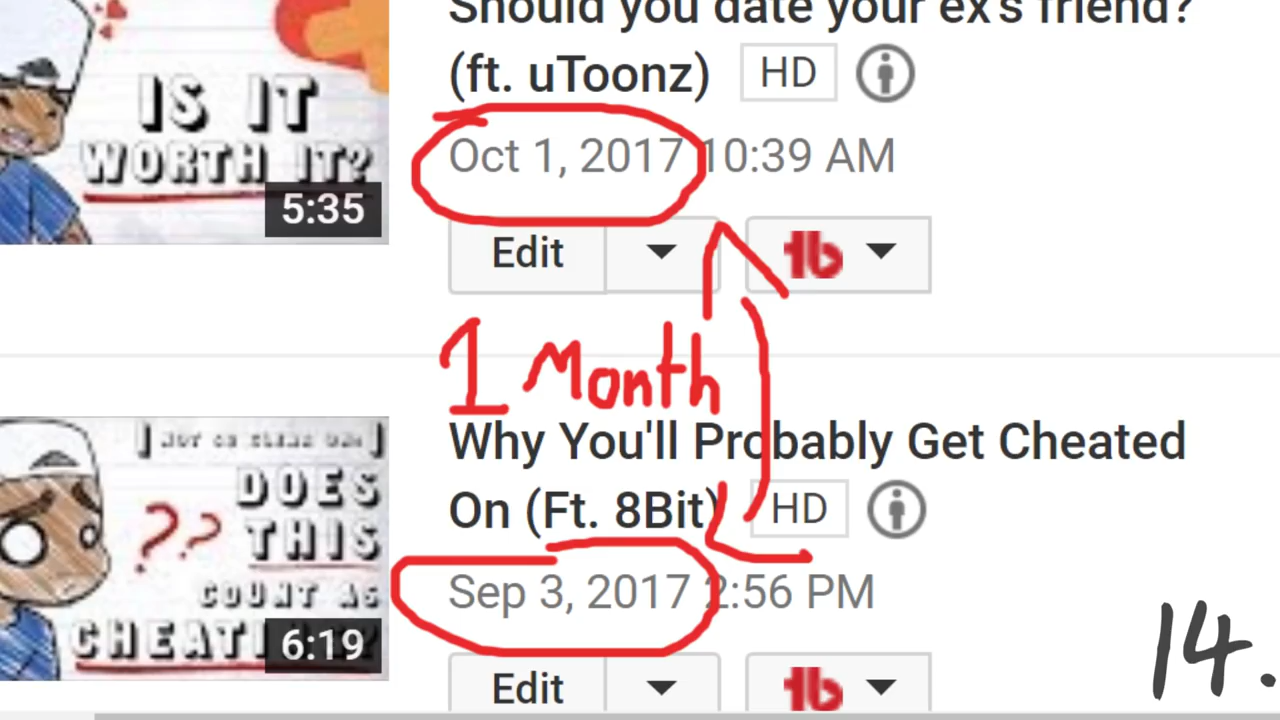 Should you date your ex's friend?
(ft. uToonz) HD
Oct 1, 2017 10:39 AM
IS IT
WORTH IT?
5:35
Edit
1 Month
Why You'll Probably Get Cheated
On (Ft. 8Bit) HD
Sep 3, 2017 2:56 PM
DOES
??
THIS
COUNT AS
CHEATI
6:19
Edit
14.